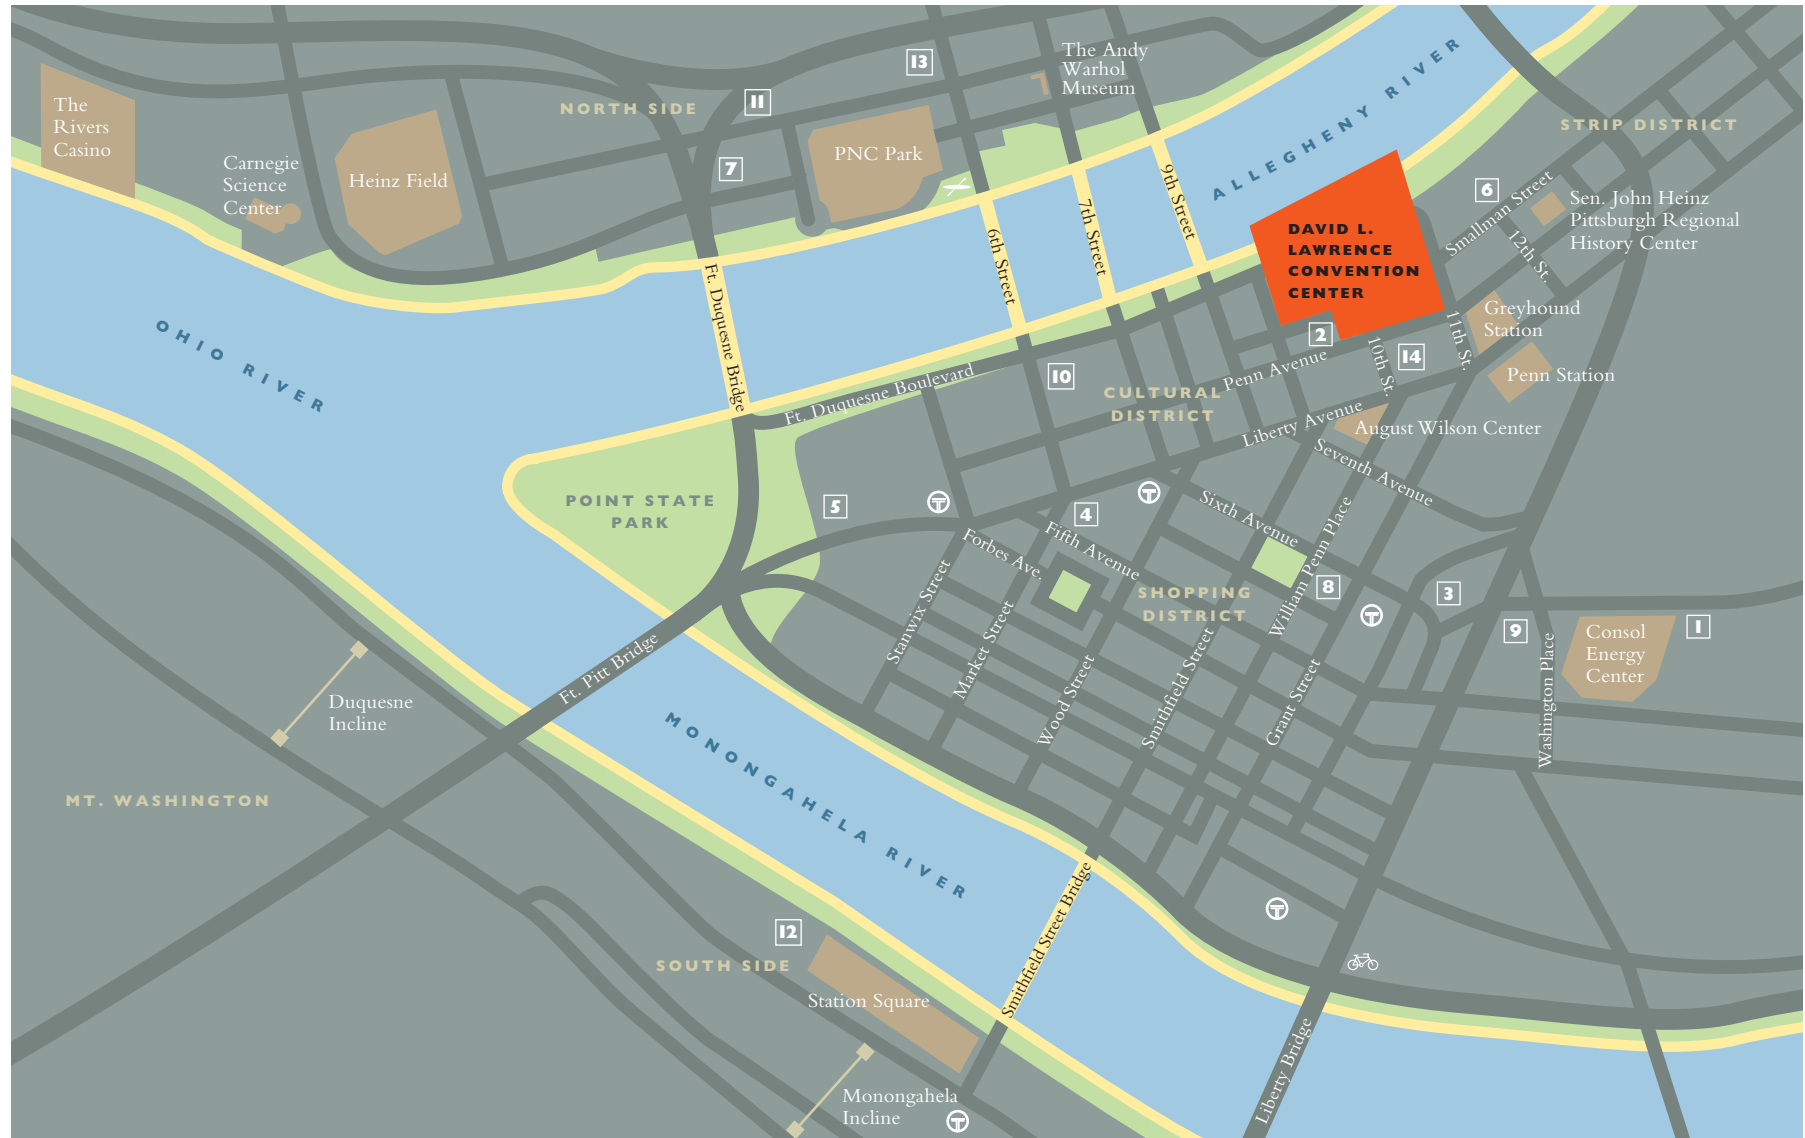 The
Rivers
Casino
Carnegie
Science
Center
Heinz Field
NORTH SIDE
11
7
13
PNC Park
The Andy
Warhol
Museum
ALLEGHENY RIVER
STRIP DISTRICT
6
Smallman Street
12th St.
Sen. John Heinz
Pittsburgh Regional
History Center
9th Street
7th Street
6th Street
DAVID L.
LAWRENCE
CONVENTION
CENTER
Greyhound
Station
Penn Station
11th St.
10th St.
2
14
OHIO RIVER
Ft. Duquesne Bridge
Ft. Duquesne Boulevard
10
CULTURAL
DISTRICT
Penn Avenue
Liberty Avenue
August Wilson Center
Seventh Avenue
POINT STATE
PARK
5
T
T
4
Sixth Avenue
Fifth Avenue
Forbes Ave.
William Penn Place
SHOPPING
DISTRICT
8
T
3
9
Consol
Energy
Center
1
Stanwix Street
Market Street
Wood Street
Smithfield Street
Grant Street
Washington Place
Ft. Pitt Bridge
Duquesne
Incline
MT. WASHINGTON
MONONGAHELA RIVER
12
SOUTH SIDE
Station Square
Smithfield Street Bridge
T
Liberty Bridge
Monongahela
Incline
T